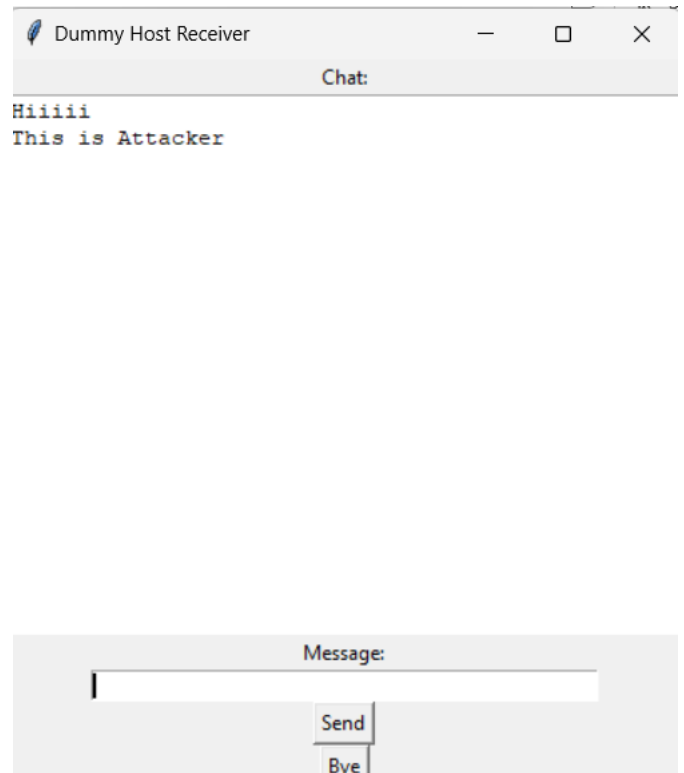 Dummy Host Receiver
Chat:
Hiiiii
This is Attacker
Message:
Send
Bye